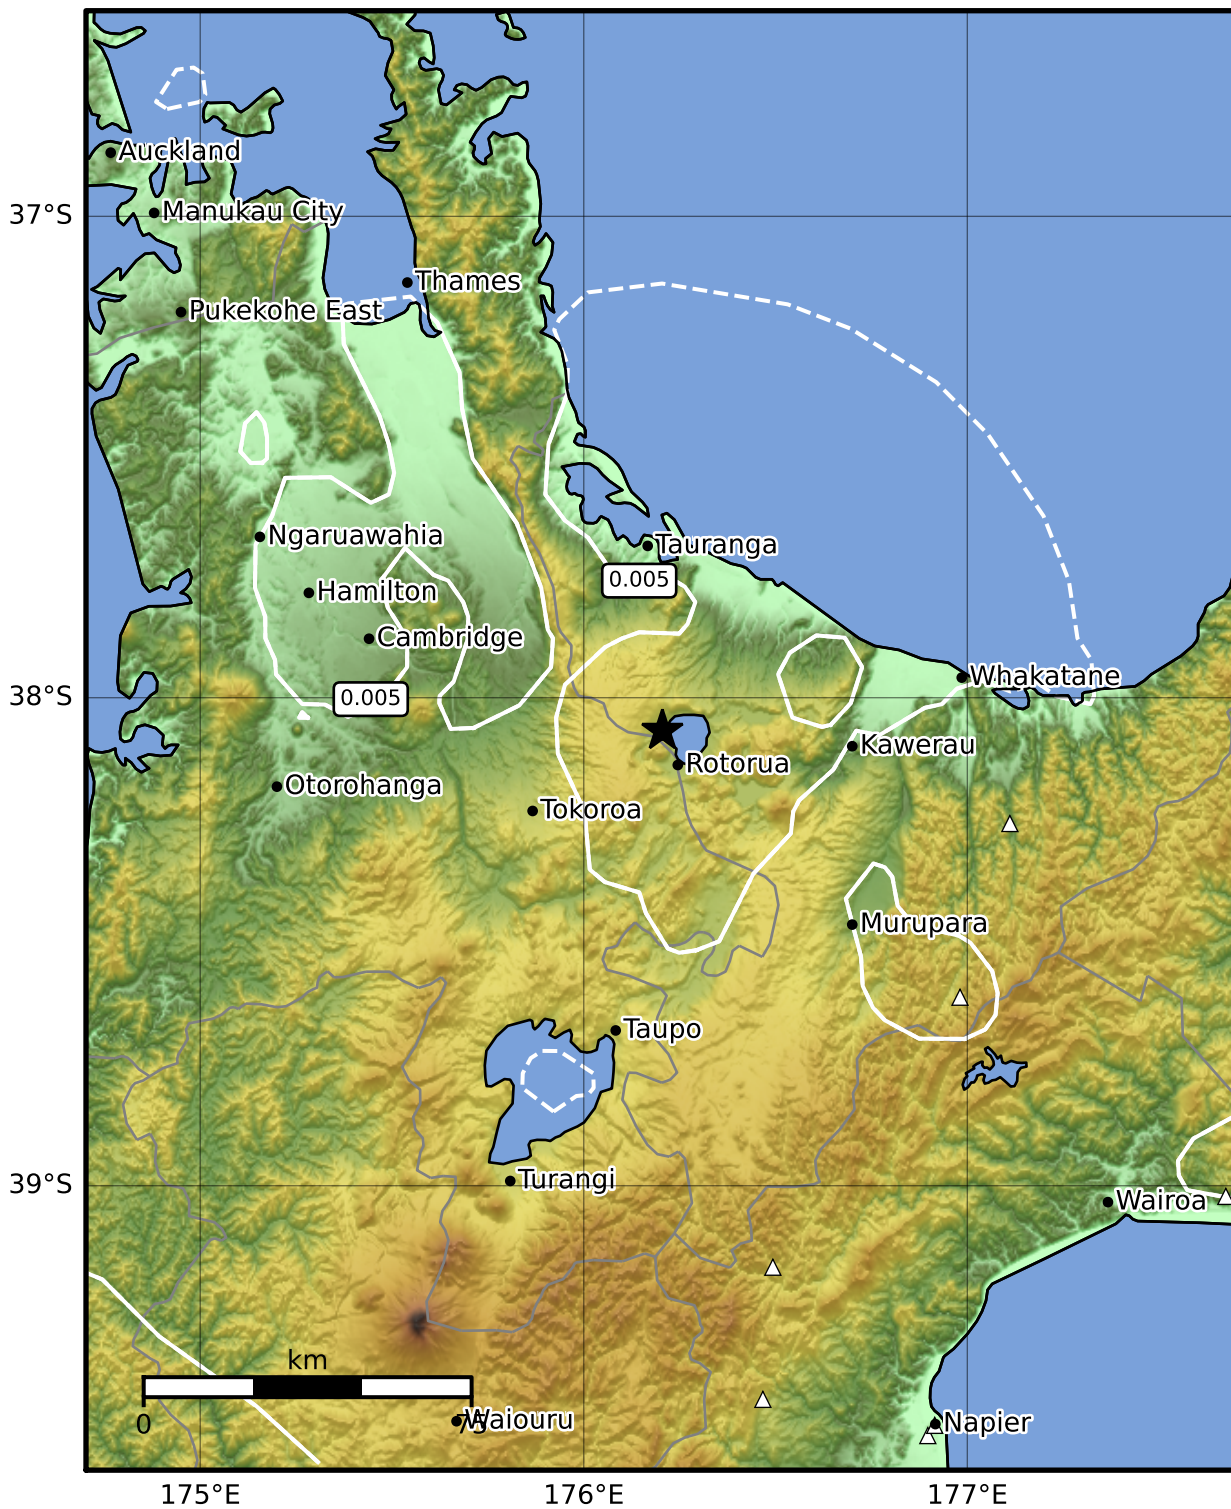 Auckland
Manukau City
37°S
Thames
Pukekohe East
Ngaruawahia
Tauranga
0.005
Hamilton
Cambridge
Whakatane
38°S
0.005
Kawerau
Rotorua
Otorohanga
Tokoroa
Murupara
Taupo
Turangi
39°S
Wairoa
km
0
75
Waiouru
Napier
175°E
176°E
177°E